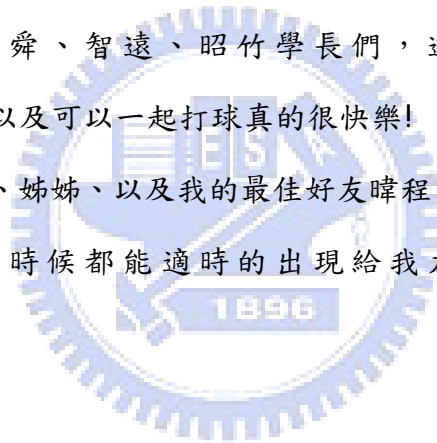 舜、智遠、昭竹學長們，
以及可以一起打球真的很快樂!
、姊姊、以及我的最佳好友暐程
時候都能適時的出現給我
ES
1896